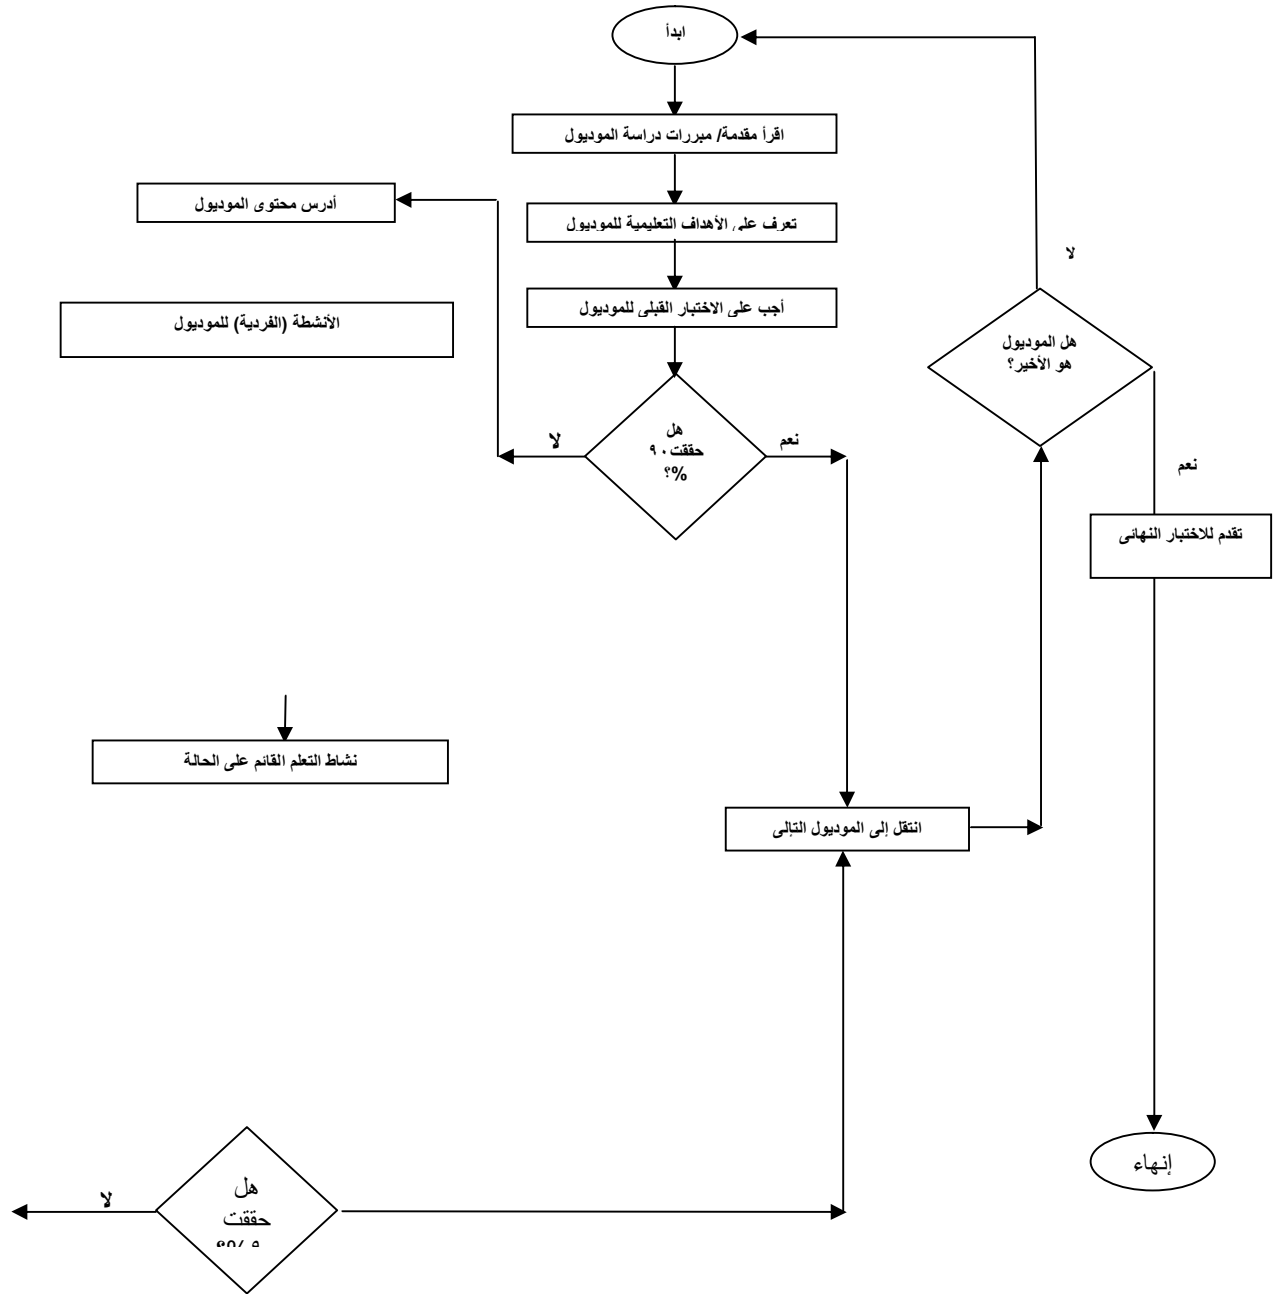 ابدأ
اقرأ مقدمة/ مبررات دراسة الموديول
أدرس محتوى الموديول
تعرف على الأهداف التعليمية للموديول
لا
أجب على الاختبار القبلى للموديول
الأنشطة (الفردية) للموديول
هل الموديول
هو الأخير؟
هل
حققت٩٠
%؟
لا
نعم
نعم
تقدم للاختبار النهائى
نشاط التعلم القائم على الحالة
انتقل إلى الموديول التالى
إنهاء
هل
حققت
لا